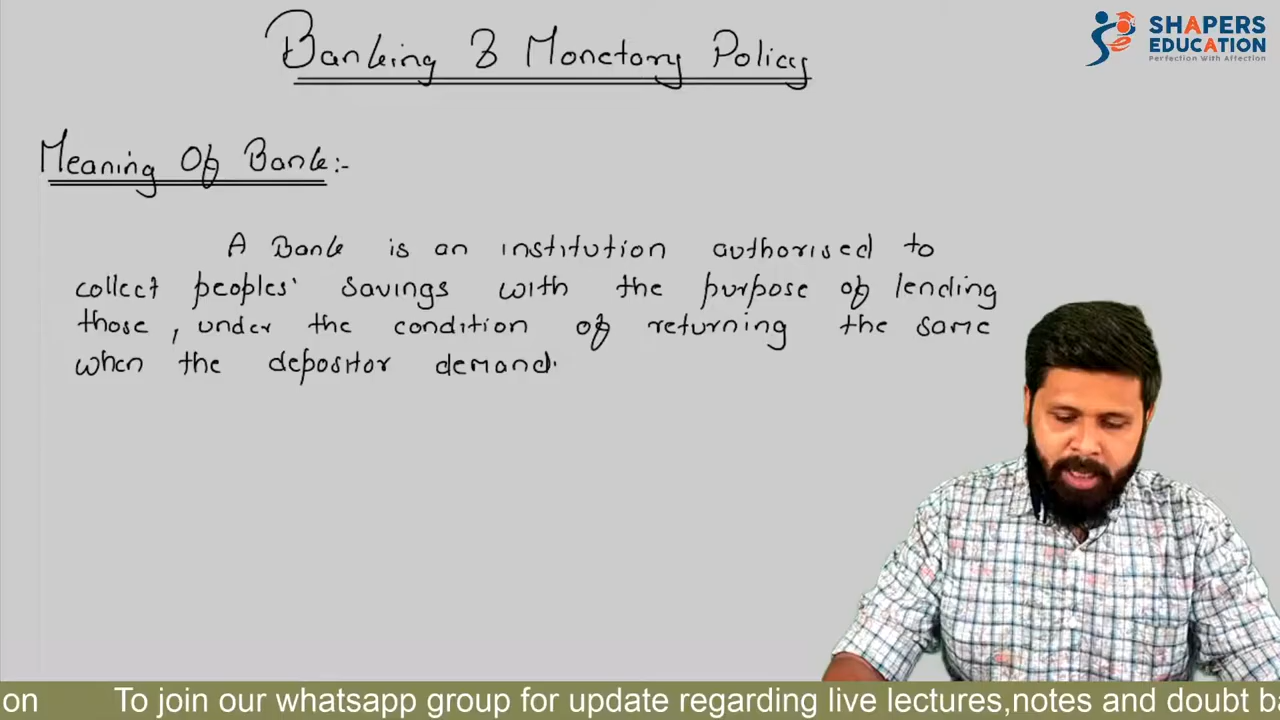 Banking & Monetory Policy
SHAPERS
EDUCATION
Perfection With Affection
Meaning Of Bank:-
A Bank is an institution authorised to
collect peoples' savings with the purpose of lending
those, under the condition of returning the same
when the depositor demand.
on To join our whatsapp group for update regarding live lectures,notes and doubt ba